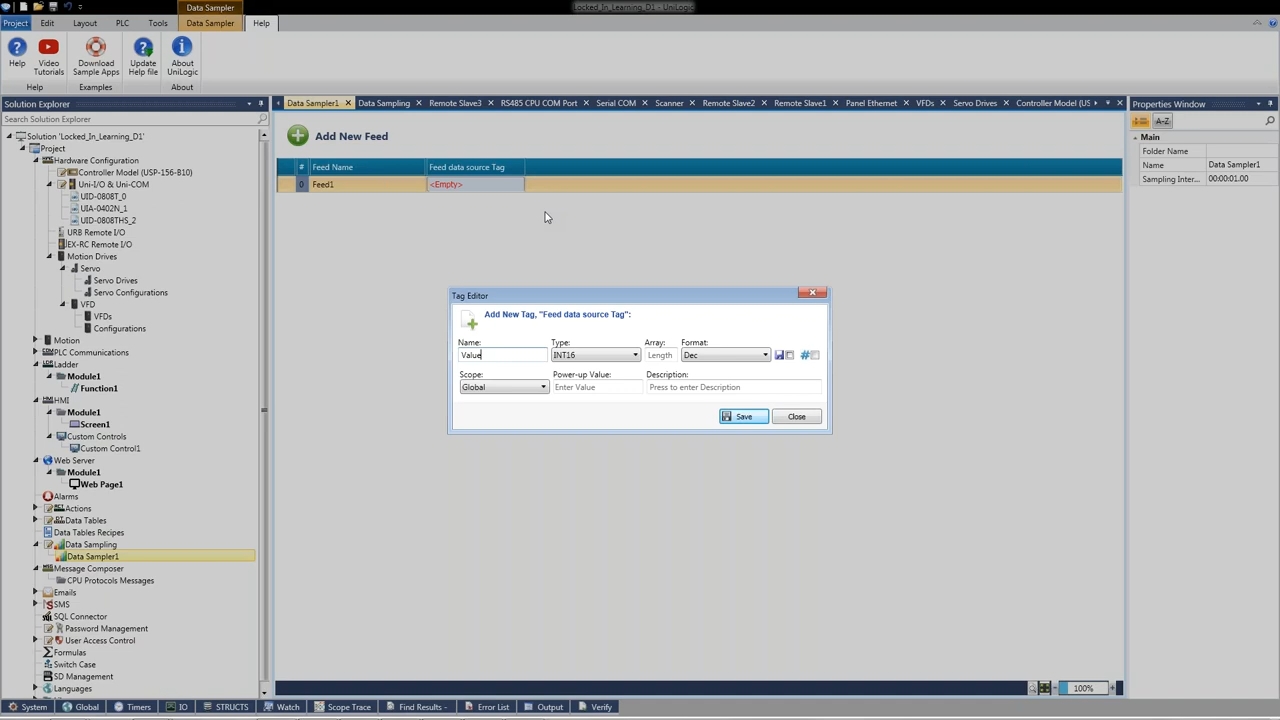 Data Sampler
Locked_In_Learning_D1 - UniLogic
Project
Edit
Layout
PLC
Tools
Data Sampler
Help
Help
Video Tutorials
Download Sample Apps
Update Help file
About UniLogic
Help
Examples
About
Solution Explorer
Search Solution Explorer
Solution 'Locked_In_Learning_D1'
Project
Hardware Configuration
Controller Model (USP-156-B10)
Uni-I/O & Uni-COM
UID-0808T_0
UIA-0402N_1
UID-0808THS_2
URB Remote I/O
EX-RC Remote I/O
Motion Drives
Servo
Servo Drives
Servo Configurations
VFD
VFDs
Configurations
Motion
PLC Communications
Ladder
Module1
Function1
HMI
Module1
Screen1
Custom Controls
Custom Control1
Web Server
Module1
Web Page1
Alarms
Actions
Data Tables
Data Tables Recipes
Data Sampling
Data Sampler1
Message Composer
CPU Protocols Messages
Emails
SMS
SQL Connector
Password Management
User Access Control
Formulas
Switch Case
SD Management
Languages
Data Sampler1
Data Sampling
Remote Slave3
RS485 CPU COM Port
Serial COM
Scanner
Remote Slave2
Remote Slave1
Panel Ethernet
VFDs
Servo Drives
Controller Model (US
Add New Feed
# Feed Name Feed data source Tag
0 Feed1 <Empty>
Tag Editor
Add New Tag, "Feed data source Tag":
Name: Type: Array: Format:
Value INT16 Length Dec #
Scope: Power-up Value: Description:
Global Enter Value Press to enter Description
Save Close
Properties Window
A-Z
Main
Folder Name
Name Data Sampler1
Sampling Inter... 00:00:01.00
100%
System
Global
Timers
IO
STRUCTS
Watch
Scope Trace
Find Results -
Error List
Output
Verify